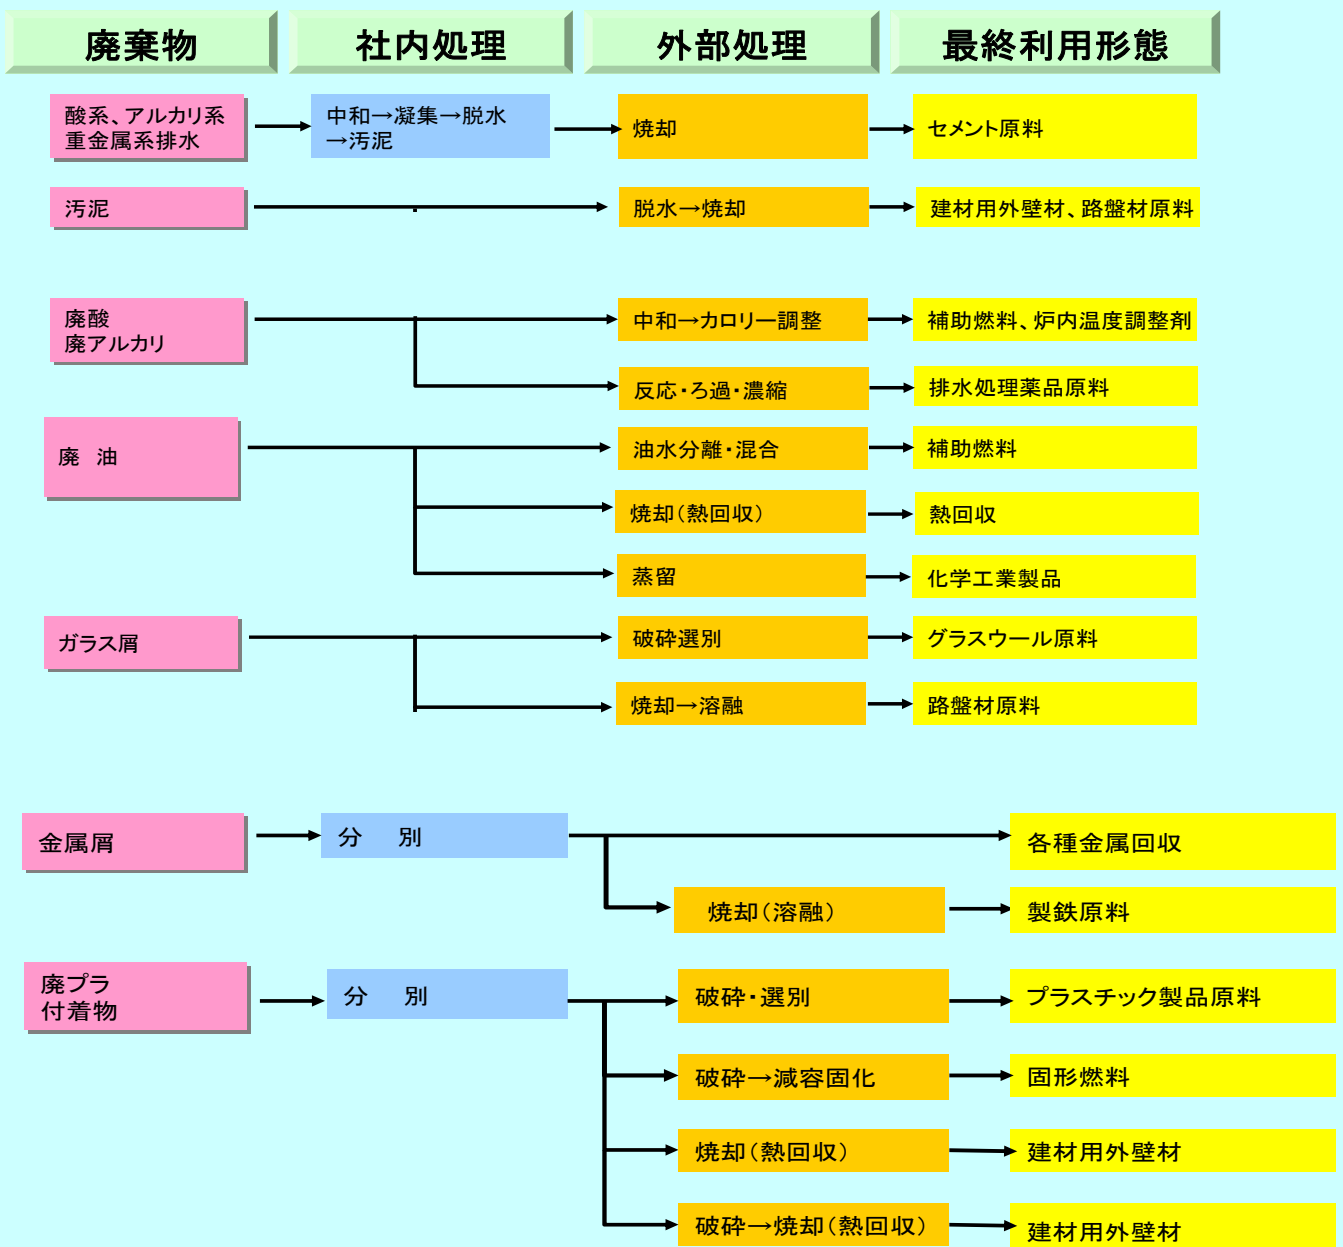 廃棄物 社内処理 外部処理 最終利用形態
酸系、アルカリ系
重金属系排水
中和→凝集→脱水
→汚泥
焼却
セメント原料
汚泥
脱水→焼却
建材用外壁材、路盤材原料
廃酸
廃アルカリ
中和→カロリー調整
補助燃料、炉内温度調整剤
反応・ろ過・濃縮
排水処理薬品原料
廃 油
油水分離・混合
補助燃料
焼却（熱回収）
熱回収
蒸留
化学工業製品
ガラス屑
破砕選別
グラスウール原料
焼却→溶融
路盤材原料
金属屑
分 別
各種金属回収
焼却（溶融）
製鉄原料
廃プラ
付着物
分 別
破砕・選別
プラスチック製品原料
破砕→減容固化
固形燃料
焼却（熱回収）
建材用外壁材
破砕→焼却（熱回収）
建材用外壁材